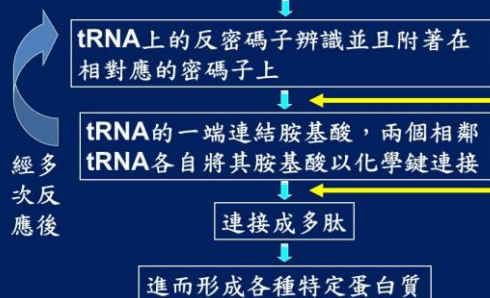 tRNA上的反密碼子辨識並且附著在
相對應的密碼子上
tRNA的一端連結胺基酸，兩個相鄰
tRNA各自將其胺基酸以化學鍵連接
經多
次反
應後
連接成多肽
進而形成各種特定蛋白質